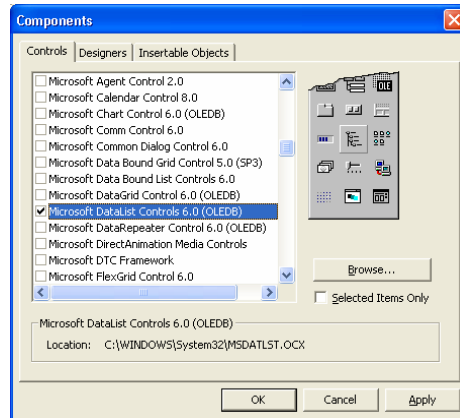 Components
Controls
Designers
Insertable Objects
Microsoft Agent Control 2.0
Microsoft Calendar Control 8.0
Microsoft Chart Control 6.0 (OLEDB)
Microsoft Comm Control 6.0
Microsoft Common Dialog Control 6.0
Microsoft Data Bound Grid Control 5.0 (SP3)
Microsoft Data Bound List Controls 6.0
Microsoft DataGrid Control 6.0 (OLEDB)
Microsoft DataList Controls 6.0 (OLEDB)
Microsoft DataRepeater Control 6.0 (OLEDB)
Microsoft DirectAnimation Media Controls
Microsoft DTC Framework
Microsoft FlexGrid Control 6.0
OLE
Browse...
Selected Items Only
Microsoft DataList Controls 6.0 (OLEDB)
Location: C:\WINDOWS\System32\MSDATLST.OCX
OK
Cancel
Apply